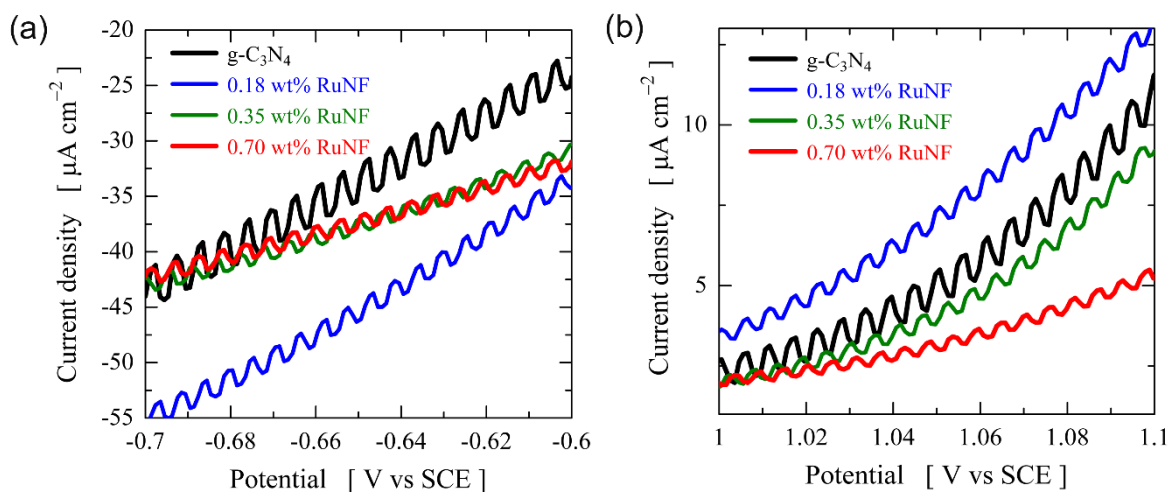 (a)
-20
-25
-30
-35
-40
-45
-50
-55
Current density [ μA cm⁻² ]
g-C₃N₄
0.18 wt% RuNF
0.35 wt% RuNF
0.70 wt% RuNF
-0.7
-0.68
-0.66
-0.64
-0.62
-0.6
Potential [ V vs SCE ]
(b)
10
5
Current density [ μA cm⁻² ]
g-C₃N₄
0.18 wt% RuNF
0.35 wt% RuNF
0.70 wt% RuNF
1
1.02
1.04
1.06
1.08
1.1
Potential [ V vs SCE ]